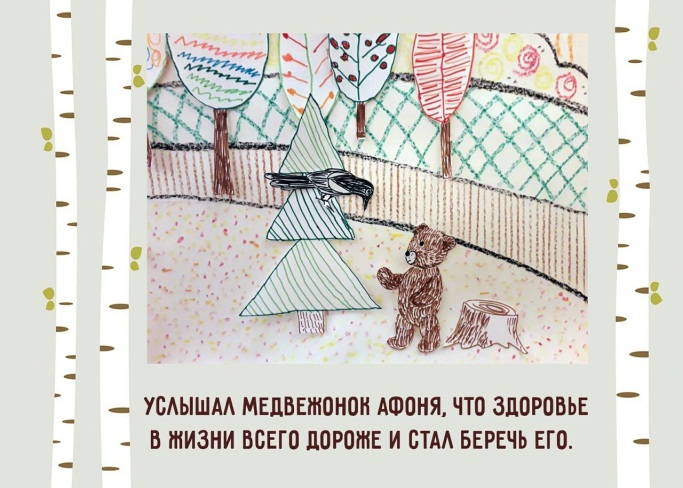 УСЛЫШАЛ МЕДВЕЖОНОК АФОНЯ, ЧТО ЗДОРОВЬЕ
В ЖИЗНИ ВСЕГО ДОРОЖЕ И СТАЛ БЕРЕЧЬ ЕГО.